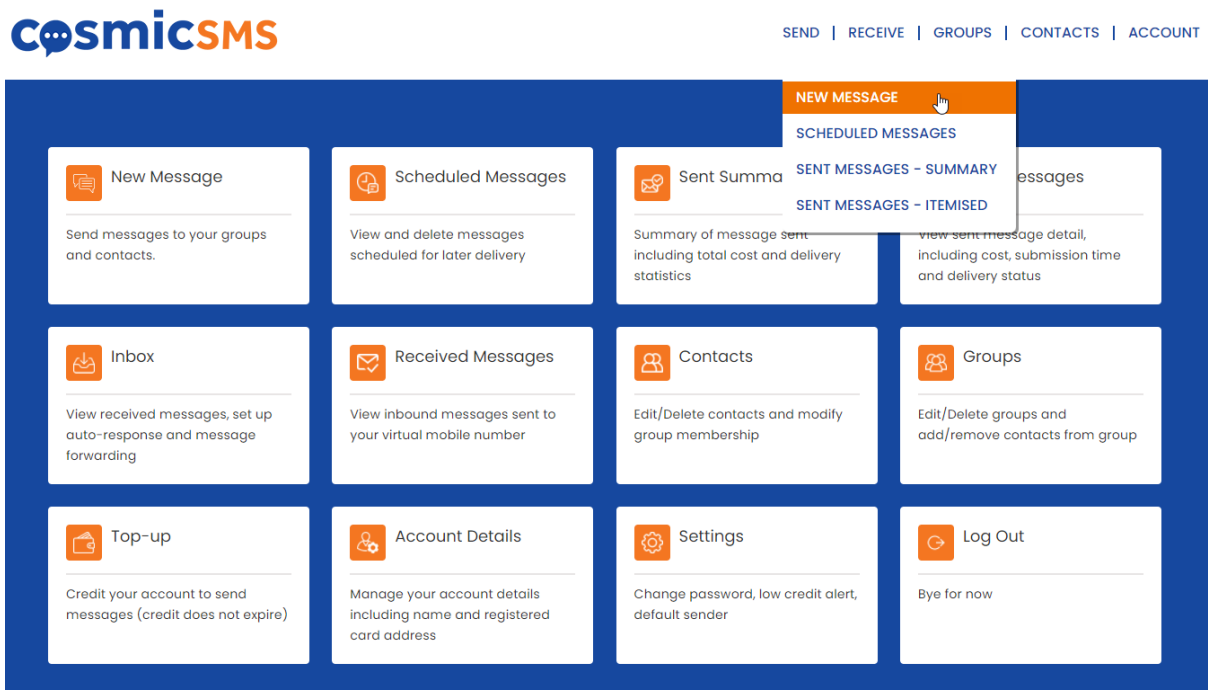 cosmicSMS
SEND | RECEIVE | GROUPS | CONTACTS | ACCOUNT
NEW MESSAGE
SCHEDULED MESSAGES
SENT MESSAGES - SUMMARY
SENT MESSAGES - ITEMISED
New Message
Send messages to your groups
and contacts.
Scheduled Messages
View and delete messages
scheduled for later delivery
Sent Summa
Summary of message sent
including total cost and delivery
statistics
essages
View sent message detail,
including cost, submission time
and delivery status
Inbox
View received messages, set up
auto-response and message
forwarding
Received Messages
View inbound messages sent to
your virtual mobile number
Contacts
Edit/Delete contacts and modify
group membership
Groups
Edit/Delete groups and
add/remove contacts from group
Top-up
Credit your account to send
messages (credit does not expire)
Account Details
Manage your account details
including name and registered
card address
Settings
Change password, low credit alert,
default sender
Log Out
Bye for now